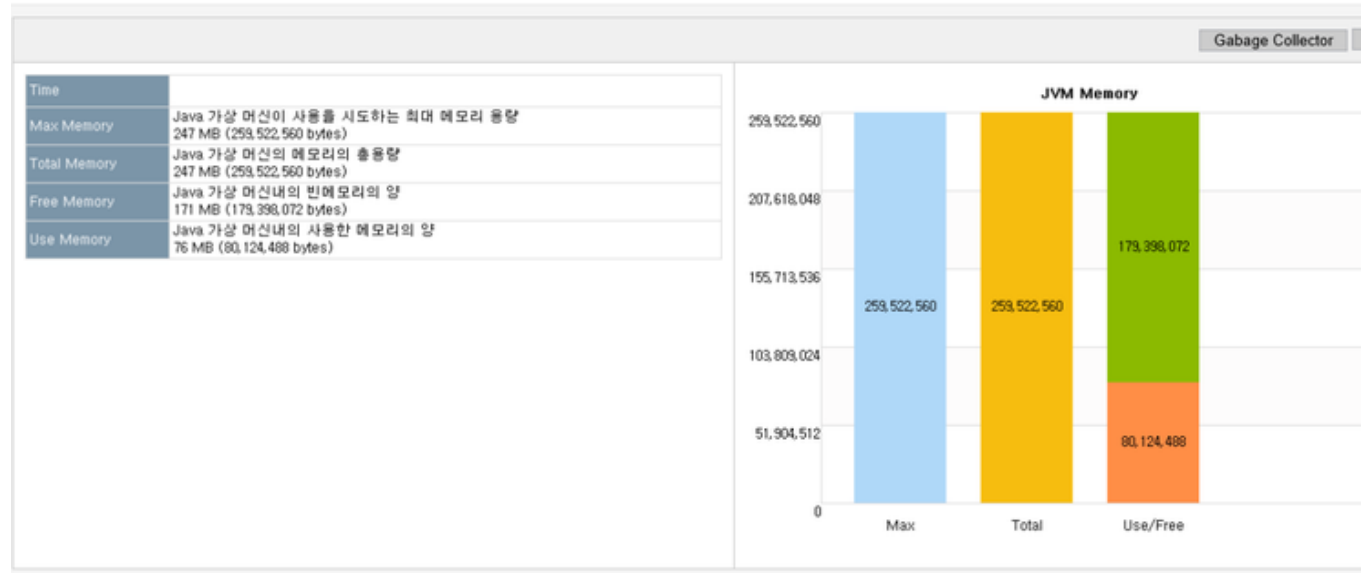 Gabage Collector
Time
Max Memory
Java 가상 머신이 사용을 시도하는 최대 메모리 용량
247 MB (259,522,560 bytes)
Total Memory
Java 가상 머신의 메모리의 총용량
247 MB (259,522,560 bytes)
Free Memory
Java 가상 머신내의 빈메모리의 양
171 MB (179,398,072 bytes)
Use Memory
Java 가상 머신내의 사용한 메모리의 양
76 MB (80,124,488 bytes)
JVM Memory
259,522,560
207,618,048
155,713,536
103,809,024
51,904,512
0
259,522,560
259,522,560
179,398,072
80,124,488
Max
Total
Use/Free